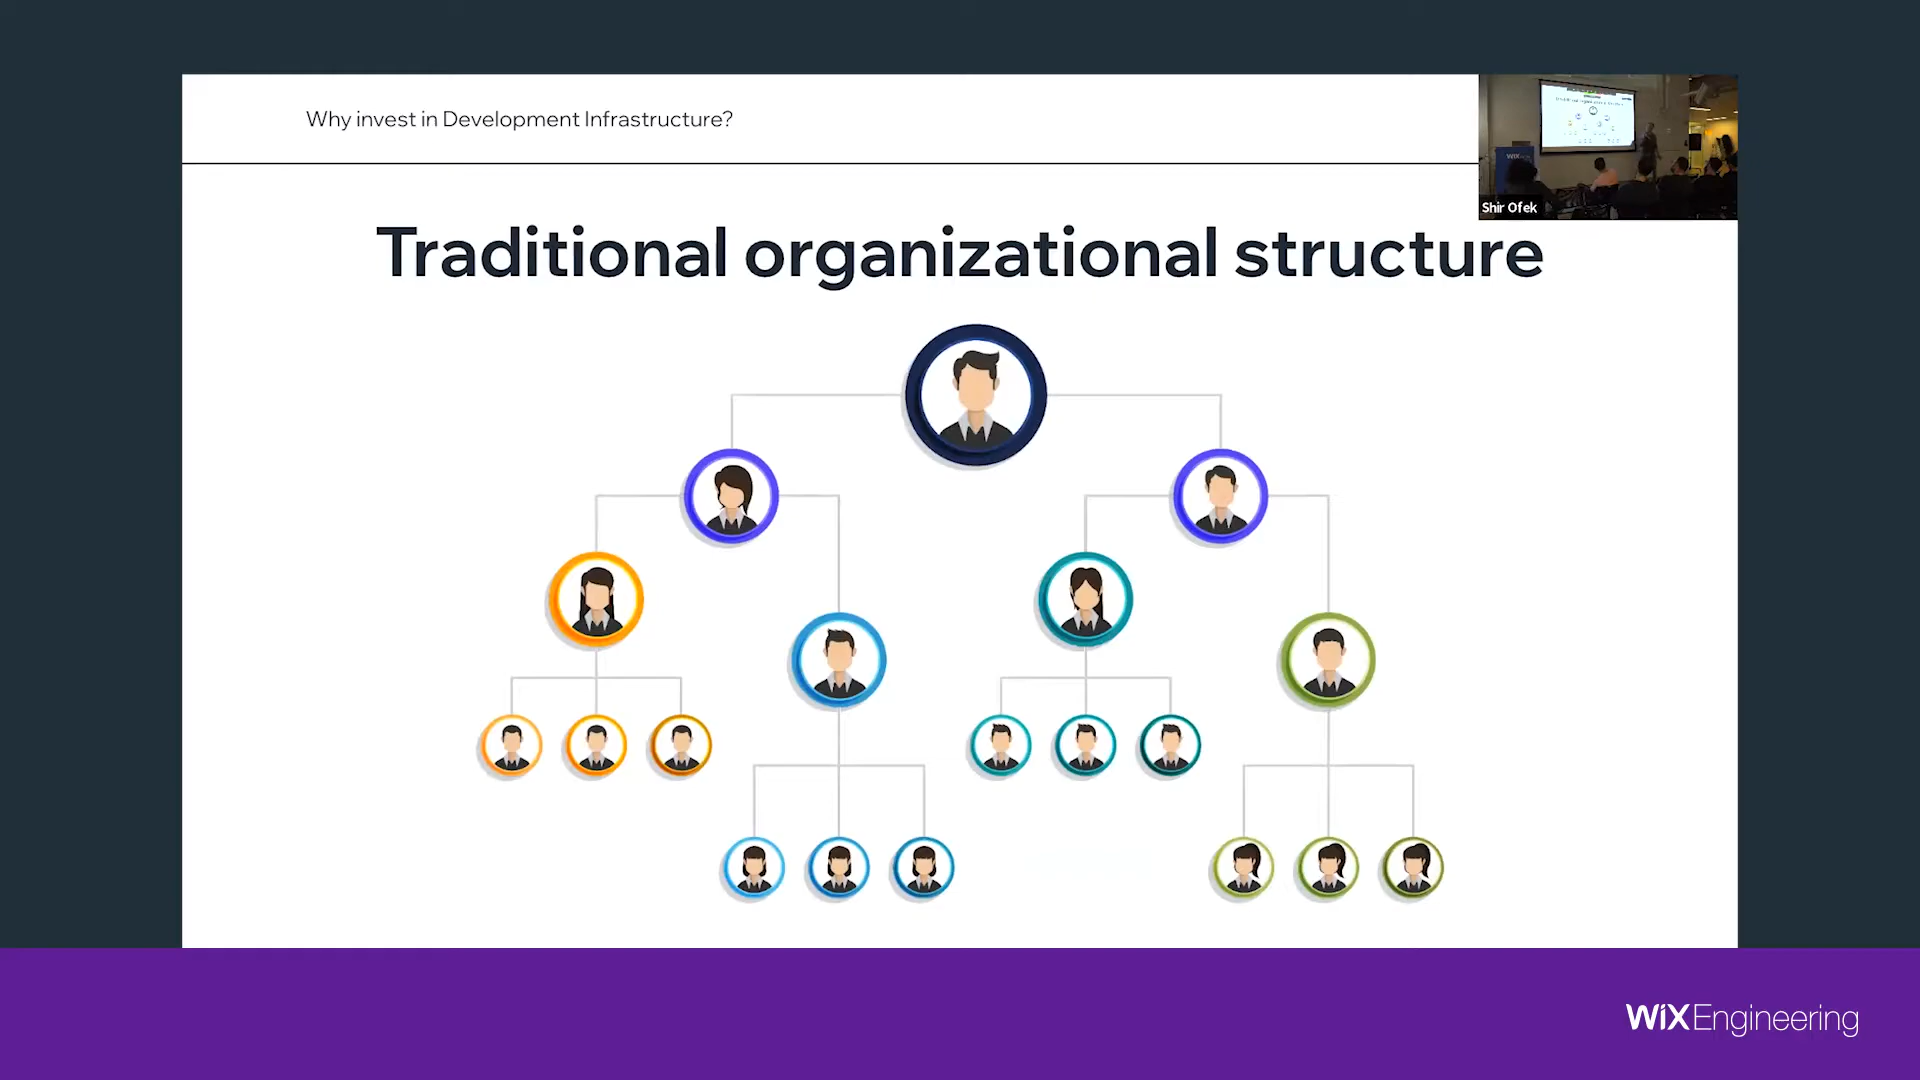 Why invest in Development Infrastructure?
Shir Ofek
Traditional organizational structure
WiX Engineering